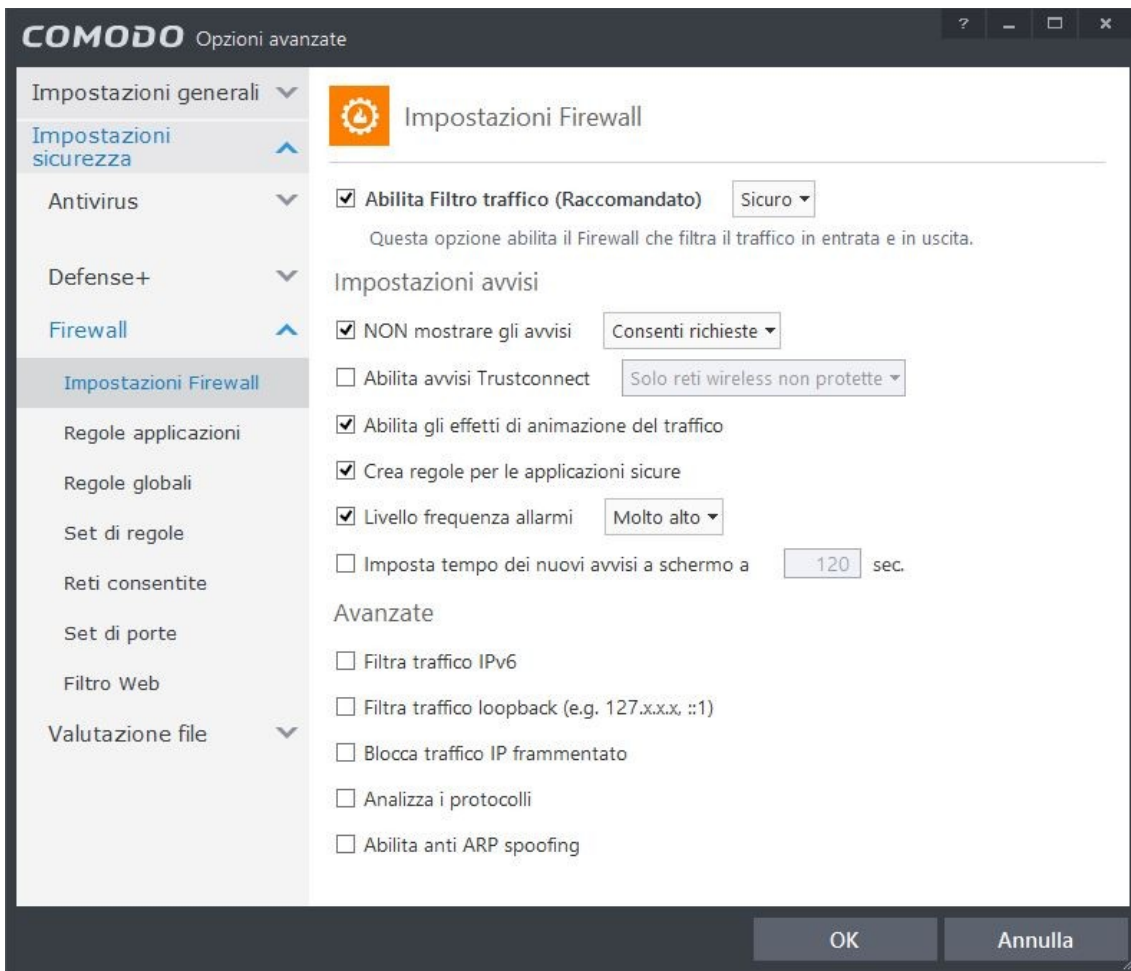 COMODO Opzioni avanzate
?
Impostazioni generali
Impostazioni
sicurezza
Antivirus
Defense+
Firewall
Impostazioni Firewall
Regole applicazioni
Regole globali
Set di regole
Reti consentite
Set di porte
Filtro Web
Valutazione file
Impostazioni Firewall
Abilita Filtro traffico (Raccomandato) Sicuro
Questa opzione abilita il Firewall che filtra il traffico in entrata e in uscita.
Impostazioni avvisi
NON mostrare gli avvisi Consenti richieste
Abilita avvisi Trustconnect Solo reti wireless non protette
Abilita gli effetti di animazione del traffico
Crea regole per le applicazioni sicure
Livello frequenza allarmi Molto alto
Imposta tempo dei nuovi avvisi a schermo a 120 sec.
Avanzate
Filtra traffico IPv6
Filtra traffico loopback (e.g. 127.x.x.x, ::1)
Blocca traffico IP frammentato
Analizza i protocolli
Abilita anti ARP spoofing
OK Annulla